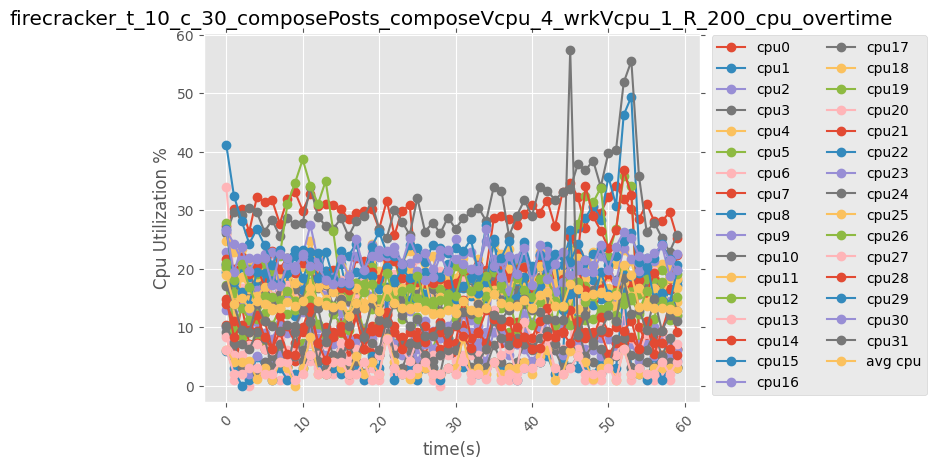 firecracker_t_10_c_30_composePosts_composeVcpu_4_wrkVcpu_1_R_200_cpu_overtime
60
50
40
30
20
10
0
Cpu Utilization %
0 10 20 30 40 50 60
time(s)
cpu0
cpu1
cpu2
cpu3
cpu4
cpu5
cpu6
cpu7
cpu8
cpu9
cpu10
cpu11
cpu12
cpu13
cpu14
cpu15
cpu16
cpu17
cpu18
cpu19
cpu20
cpu21
cpu22
cpu23
cpu24
cpu25
cpu26
cpu27
cpu28
cpu29
cpu30
cpu31
avg cpu